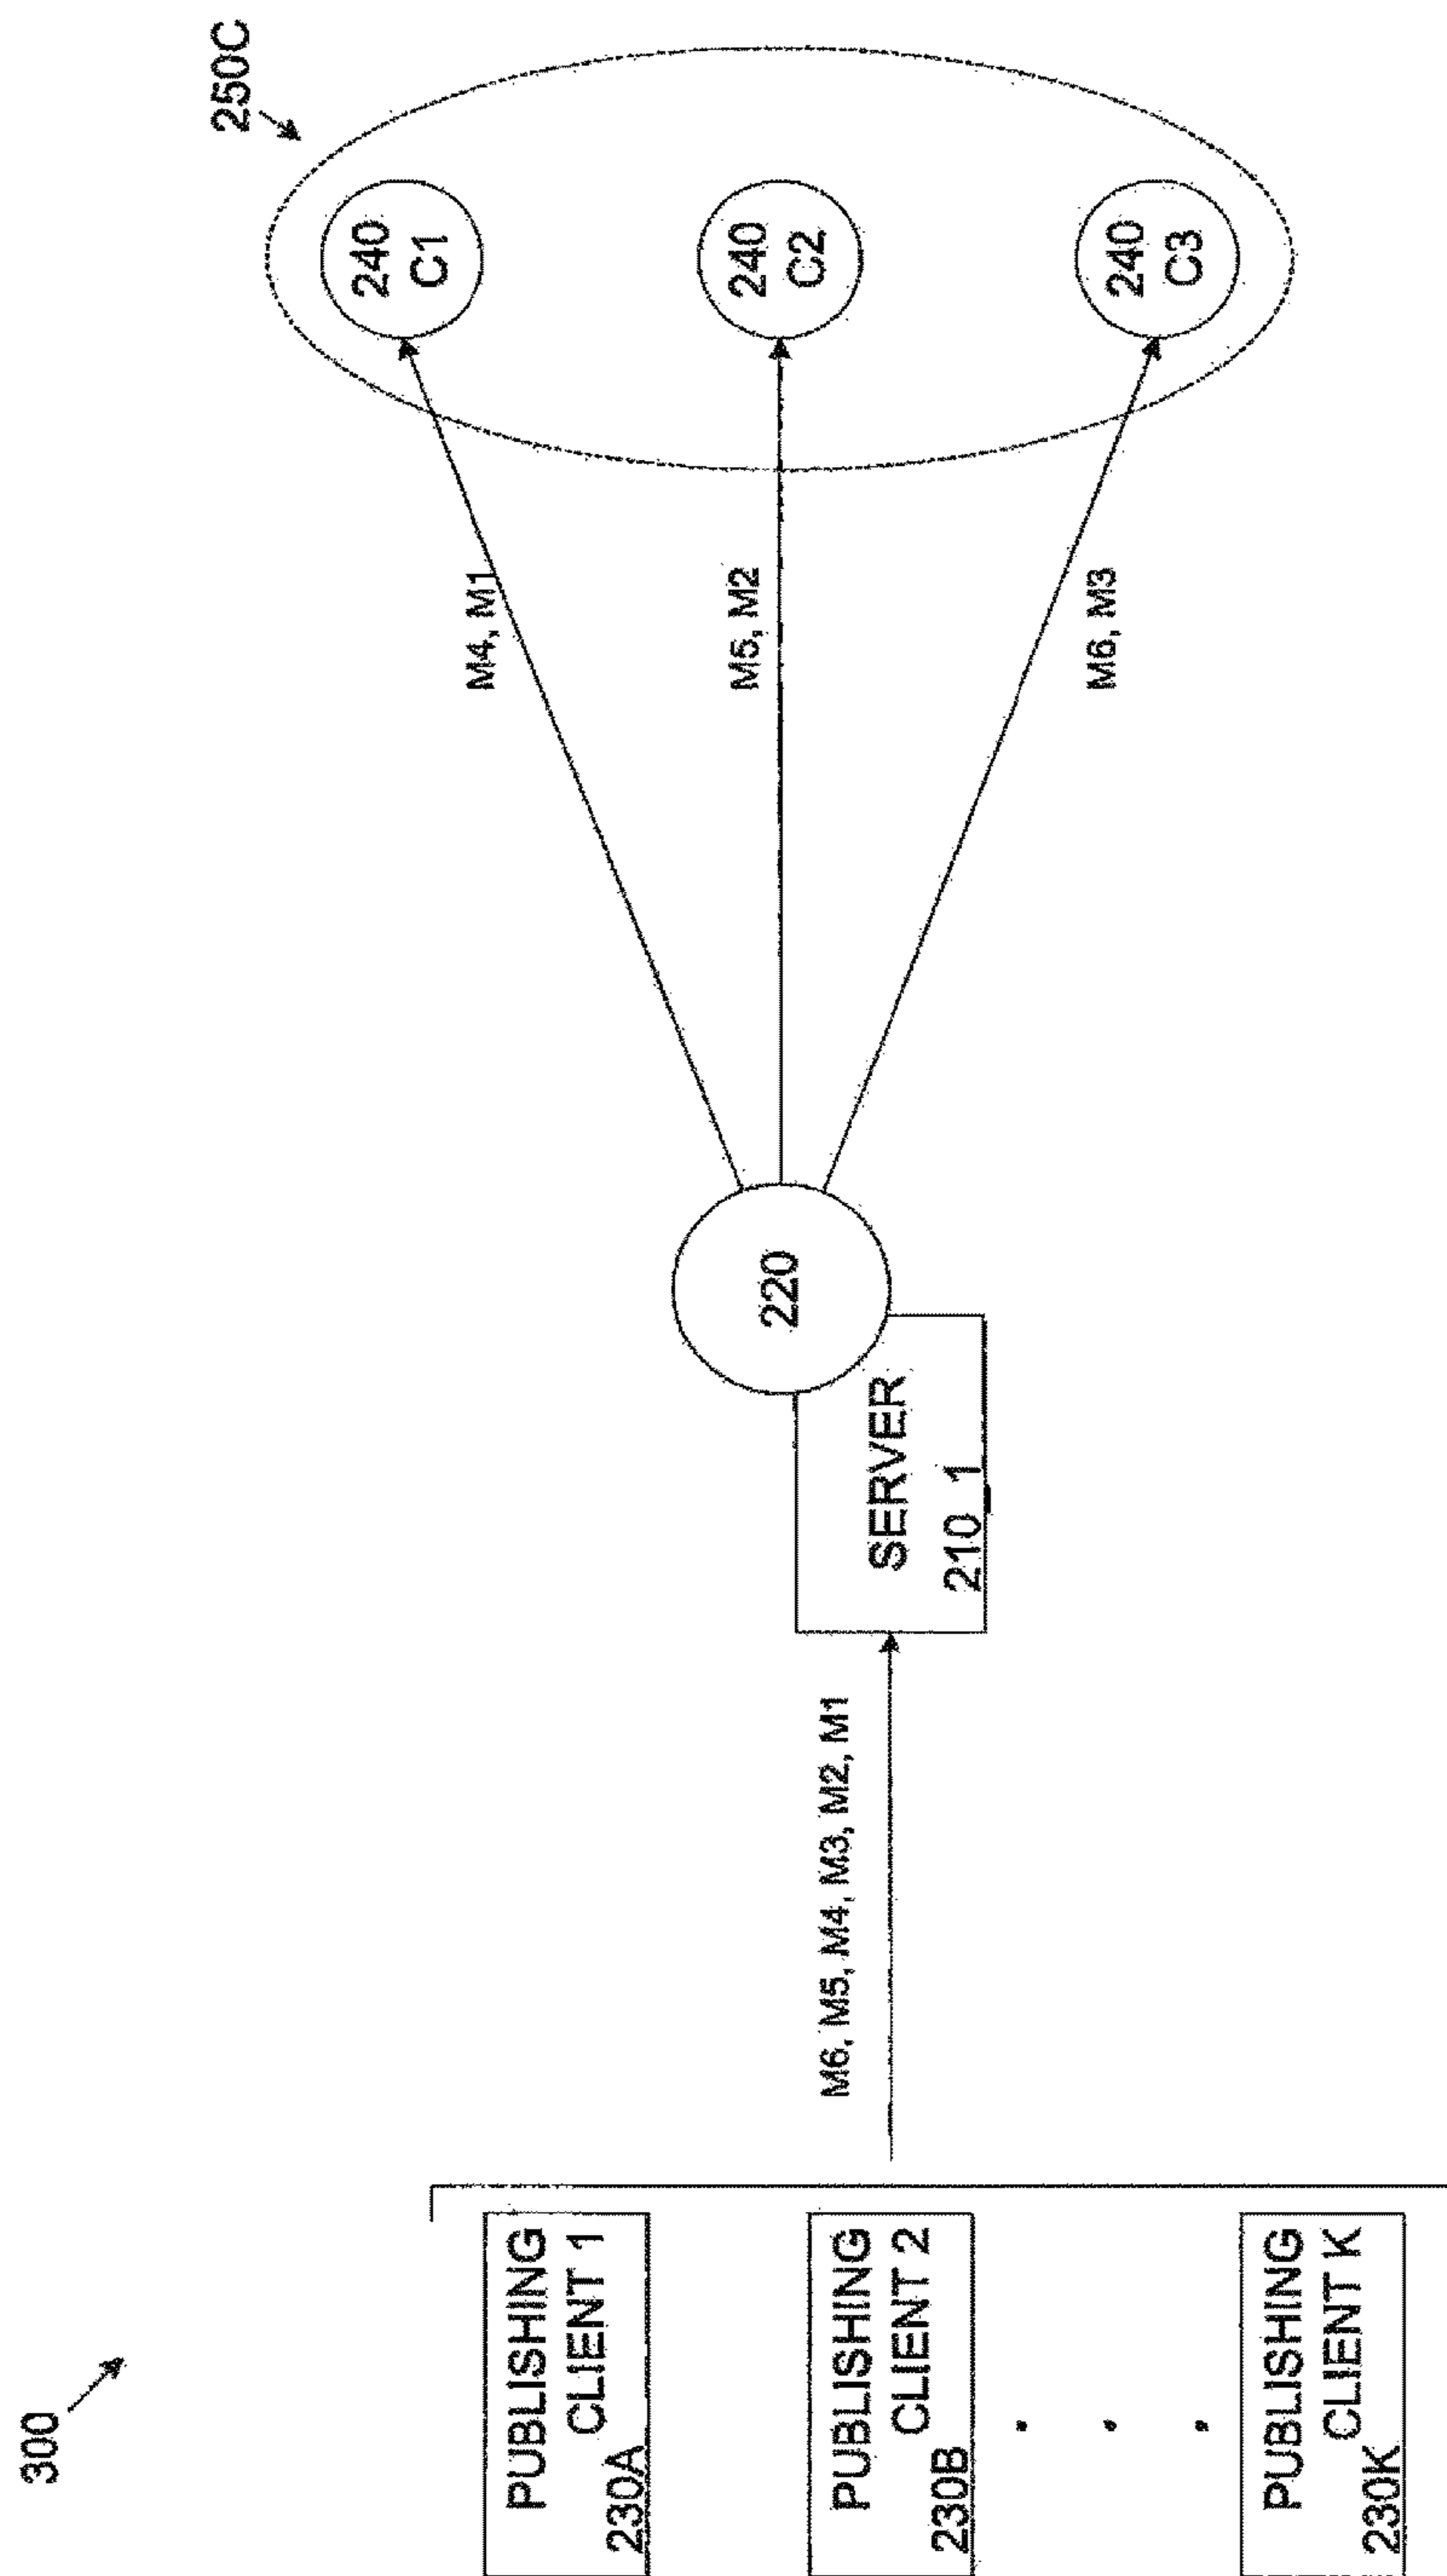 300
PUBLISHING
CLIENT 1
230A
PUBLISHING
CLIENT 2
230B
PUBLISHING
CLIENT K
230K
M6, M5, M4, M3, M2, M1
SERVER
210_1
220
M4, M1
M5, M2
M6, M3
250C
240
C1
240
C2
240
C3